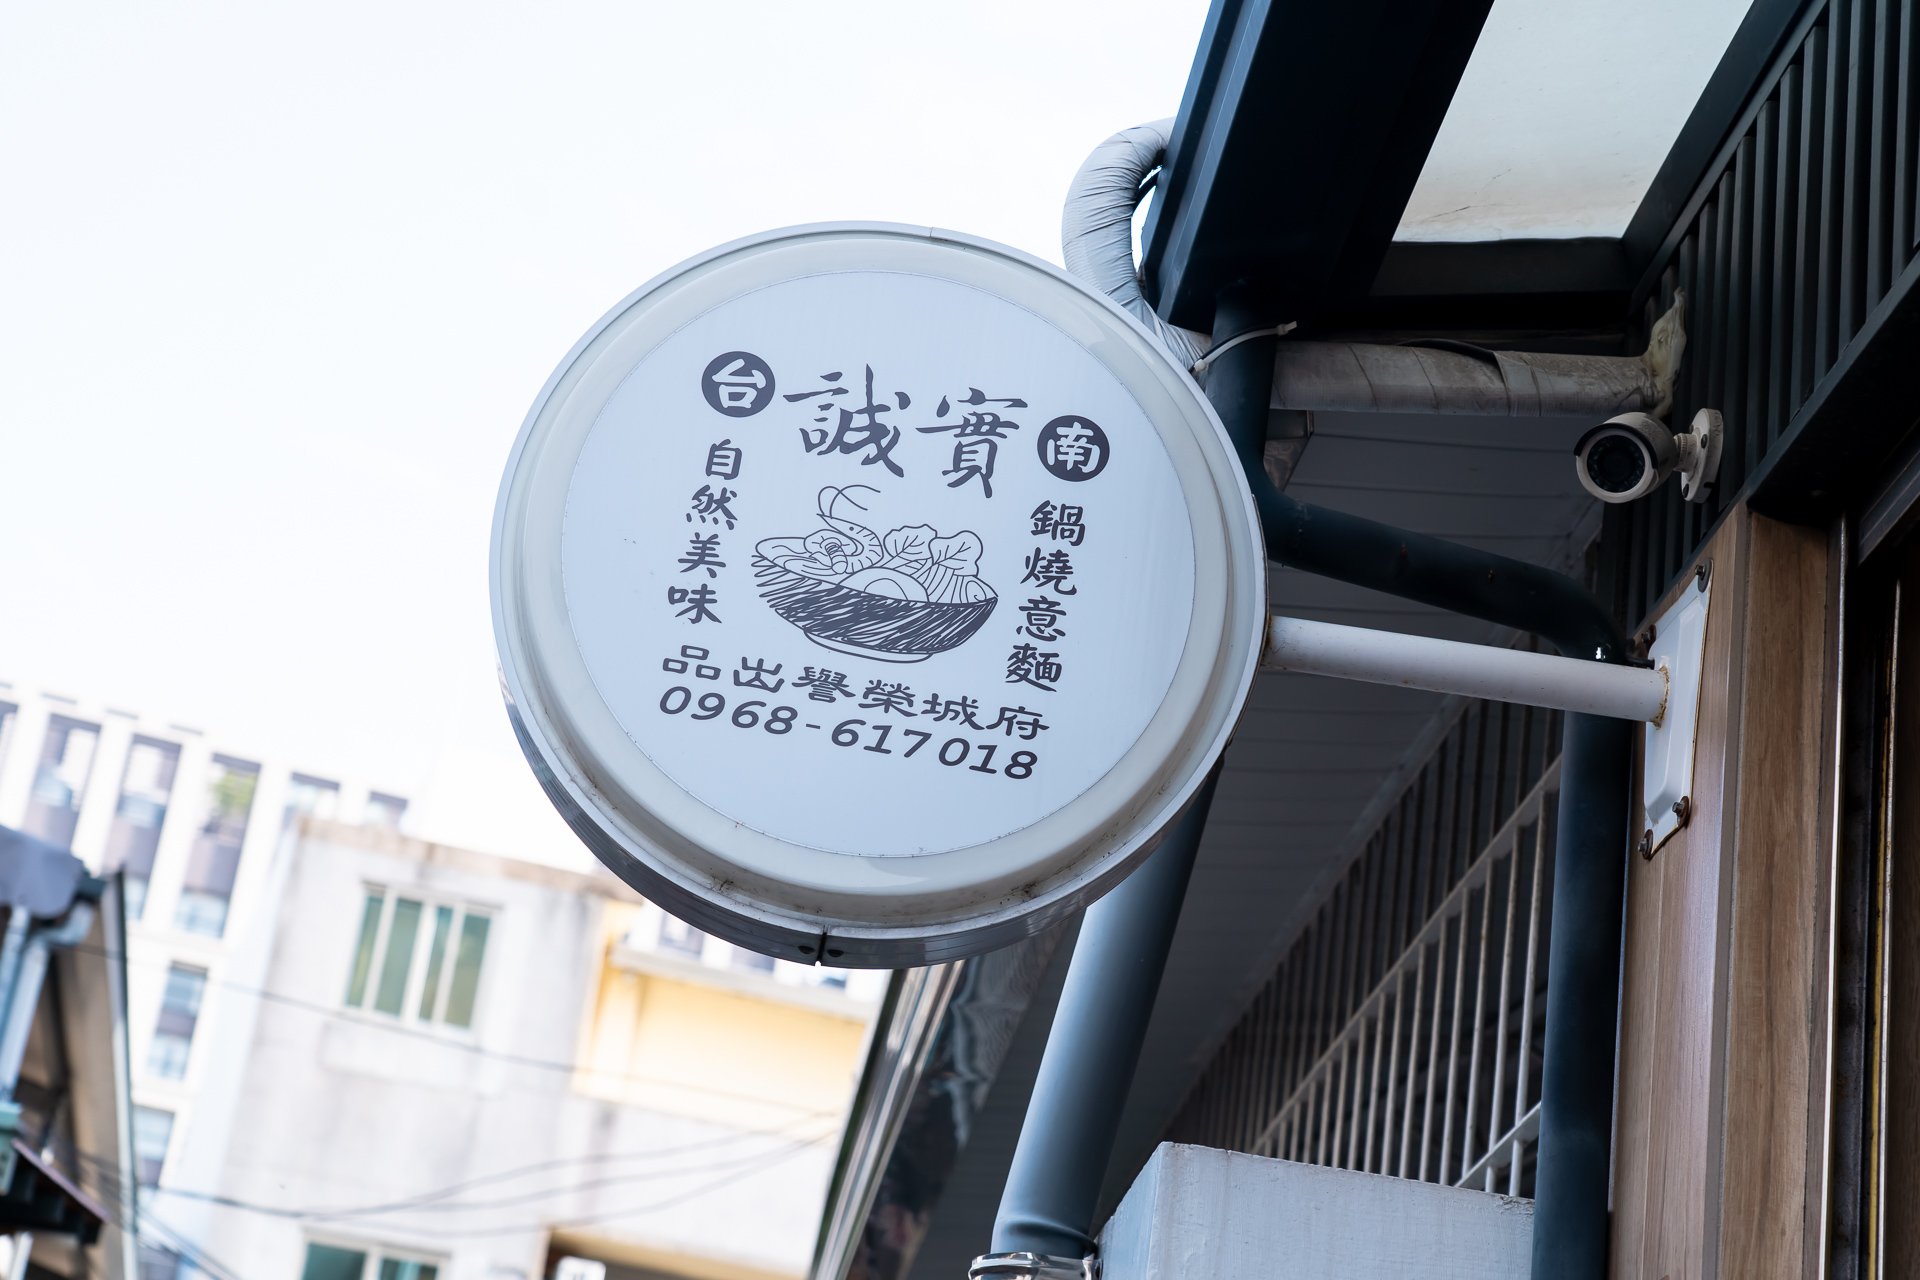 台
誠實
南
自然美味
鍋燒意麵
品出譽榮城府
0968-617018